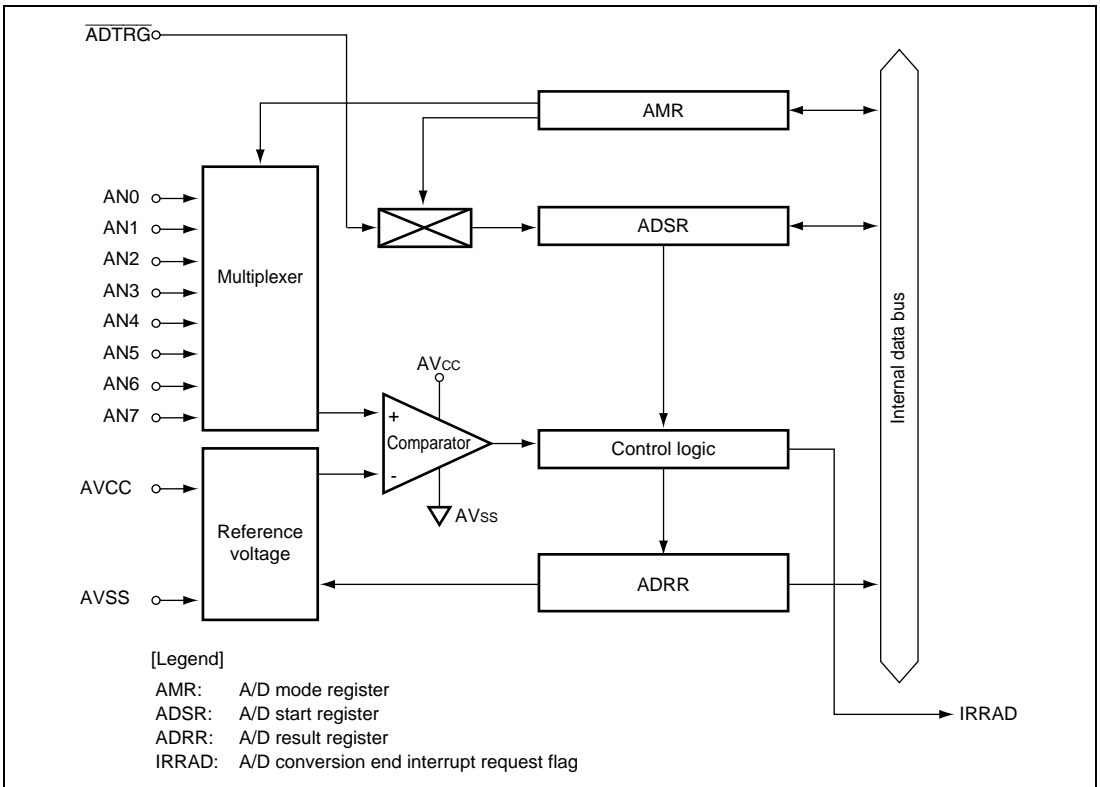 ADTRG
AMR
AN0
AN1
AN2
AN3
AN4
AN5
AN6
AN7
Multiplexer
ADSR
Internal data bus
AVCC
+
Comparator
-
AVSS
Control logic
AVCC
AVSS
Reference
voltage
ADRR
IRRAD
[Legend]
AMR: A/D mode register
ADSR: A/D start register
ADRR: A/D result register
IRRAD: A/D conversion end interrupt request flag